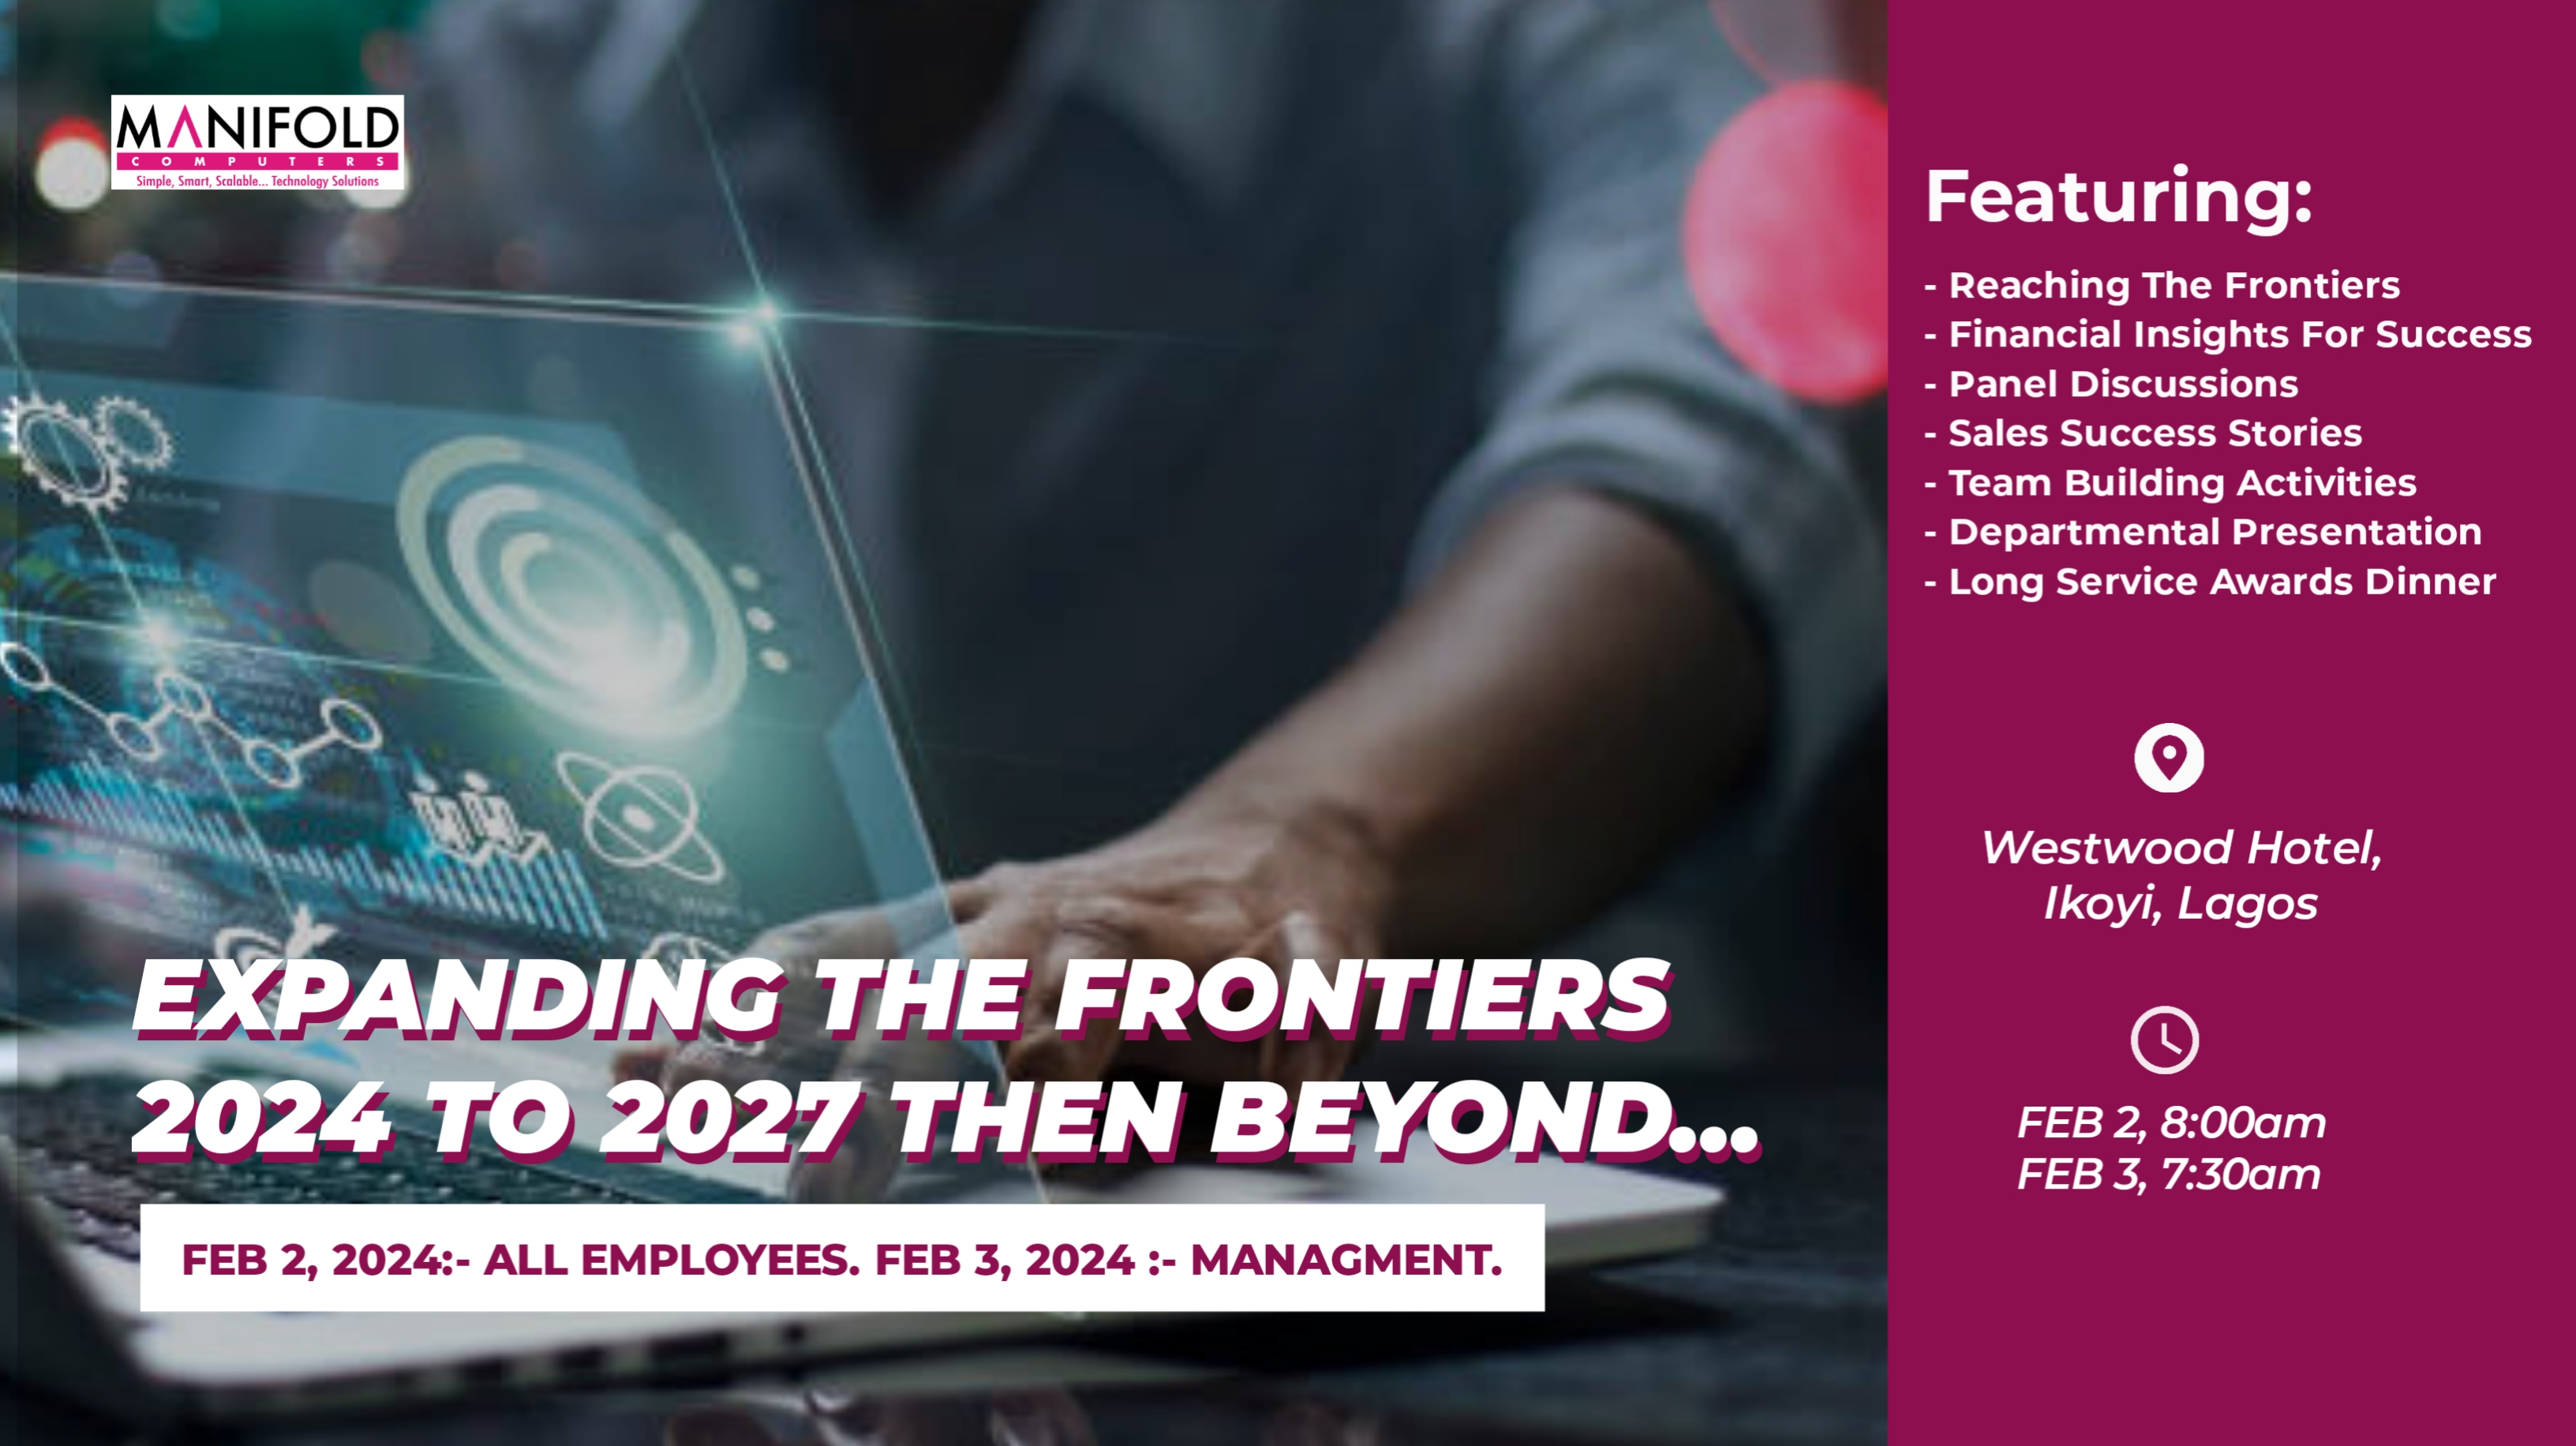 MANIFOLD
COMPUTERS
Simple, Smart, Scalable... Technology Solutions
EXPANDING THE FRONTIERS
2024 TO 2027 THEN BEYOND...
FEB 2, 2024:- ALL EMPLOYEES. FEB 3, 2024 :- MANAGMENT.
Featuring:
- Reaching The Frontiers
- Financial Insights For Success
- Panel Discussions
- Sales Success Stories
- Team Building Activities
- Departmental Presentation
- Long Service Awards Dinner
Westwood Hotel,
Ikoyi, Lagos
FEB 2, 8:00am
FEB 3, 7:30am